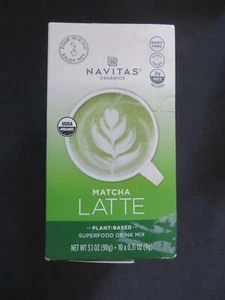 NAVITAS
ORGANICS
USDA
ORGANIC
MATCHA
LATTE
PLANT-BASED
SUPERFOOD DRINK MIX
NET WT 3.1 OZ (90g) · 10 x 0.31 OZ (9g)